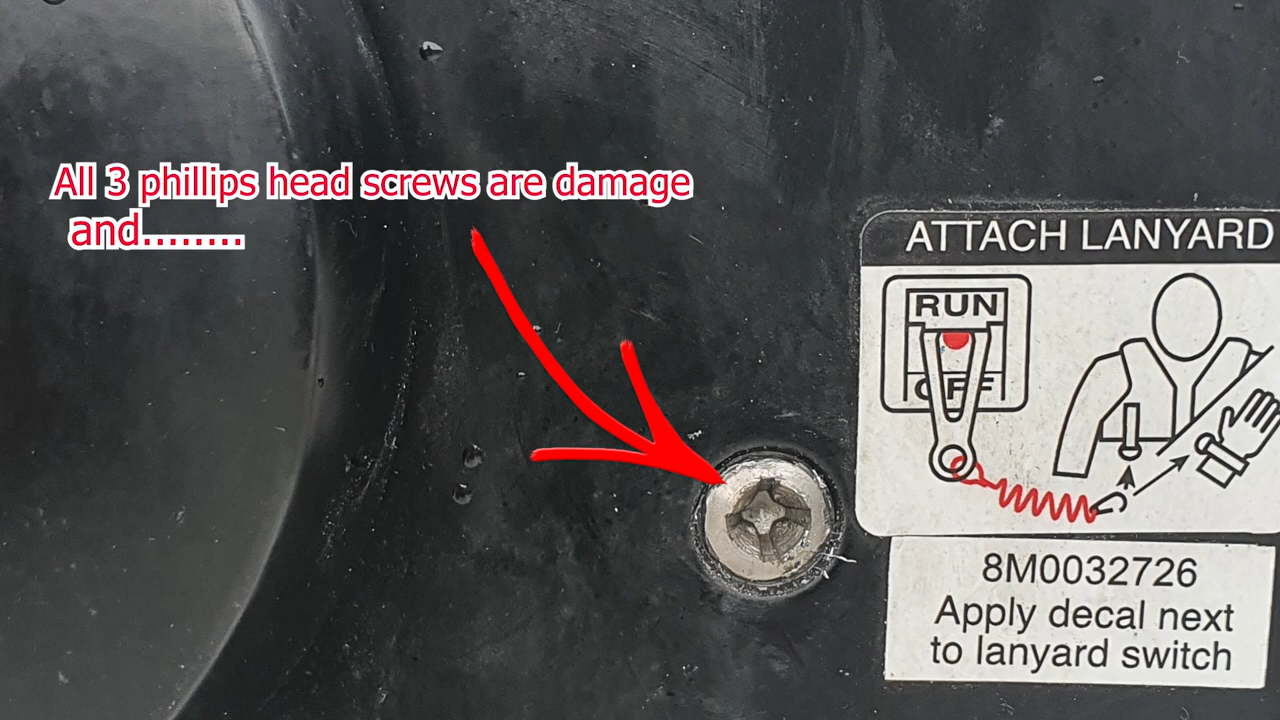 All 3 phillips head screws are damage
and........
ATTACH LANYARD
RUN
OFF
8M0032726
Apply decal next
to lanyard switch